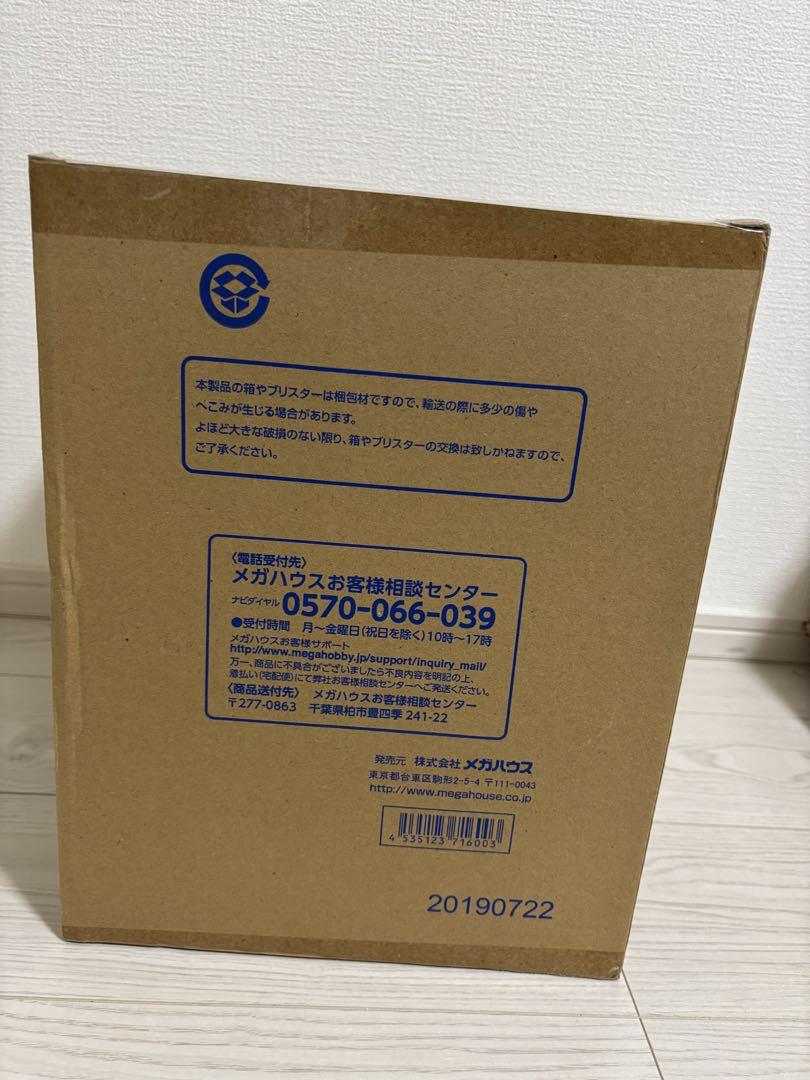 本製品の箱やブリスターは梱包材ですので、輸送の際に多少の傷や
へこみが生じる場合があります。
よほど大きな破損のない限り、箱やブリスターの交換は致しかねますので、
ご了承ください。
〈電話受付先〉
メガハウスお客様相談センター
ナビダイヤル 0570-066-039
●受付時間 月～金曜日(祝日を除く)10時～17時
メガハウスお客様サポート
http://www.megahobby.jp/support/inquiry_mail/
万一、商品に不具合がございましたら不良内容を明記の上、
着払い(宅配便)にて弊社お客様相談センターへご発送ください。
〈商品送付先〉 メガハウスお客様相談センター
〒277-0863 千葉県柏市豊四季 241-22
発売元 株式会社 メガハウス
東京都台東区駒形2-5-4 〒111-0043
http://www.megahouse.co.jp
4 535123 716003
20190722